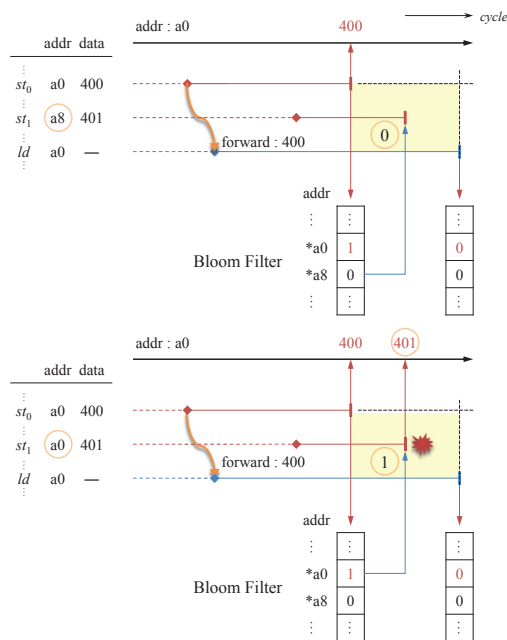 cycle
addr : a0
400
addr data
⋮
st0 a0 400
st1 a8 401
ld a0 —
⋮
forward : 400
0
addr
⋮ ⋮ ⋮
*a0 1 0
*a8 0 0
⋮ ⋮ ⋮
Bloom Filter
addr : a0
400 401
addr data
⋮
st0 a0 400
st1 a0 401
ld a0 —
⋮
forward : 400
1
addr
⋮ ⋮ ⋮
*a0 1 0
*a8 0 0
⋮ ⋮ ⋮
Bloom Filter